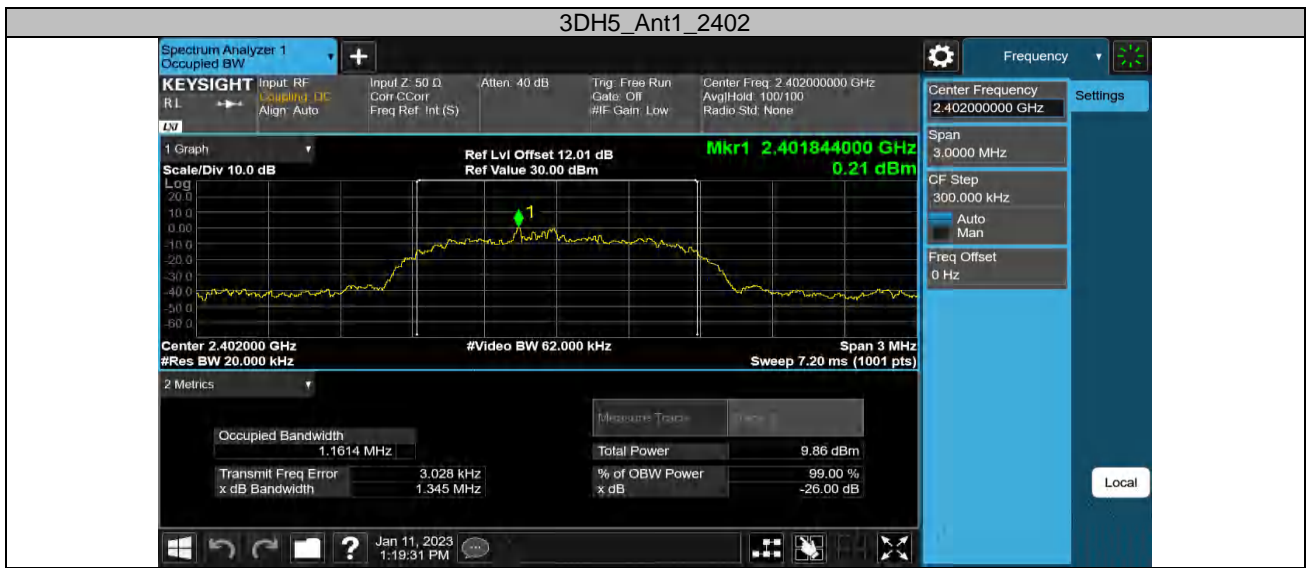 3DH5_Ant1_2402
Spectrum Analyzer 1
Occupied BW
KEYSIGHT
R L
LXI
Input: RF
Coupling: DC
Align: Auto
Input Z: 50 Ω
Corr CCorr
Freq Ref: Int (S)
Atten: 40 dB
Trig: Free Run
Gate: Off
#IF Gain: Low
Center Freq: 2.402000000 GHz
Avg|Hold: 100/100
Radio Std: None
1 Graph
Scale/Div 10.0 dB
Ref Lvl Offset 12.01 dB
Ref Value 30.00 dBm
Mkr1 2.401844000 GHz
0.21 dBm
Log
20.0
10.0
0.00
-10.0
-20.0
-30.0
-40.0
-50.0
-60.0
1
Center 2.402000 GHz
#Video BW 62.000 kHz
Span 3 MHz
#Res BW 20.000 kHz
Sweep 7.20 ms (1001 pts)
2 Metrics
Measure Trace
Occupied Bandwidth
1.1614 MHz
Total Power 9.86 dBm
Transmit Freq Error 3.028 kHz
% of OBW Power 99.00 %
x dB Bandwidth 1.345 MHz
x dB -26.00 dB
Jan 11, 2023
1:19:31 PM
Frequency
Settings
Center Frequency
2.402000000 GHz
Span
3.0000 MHz
CF Step
300.000 kHz
Auto
Man
Freq Offset
0 Hz
Local